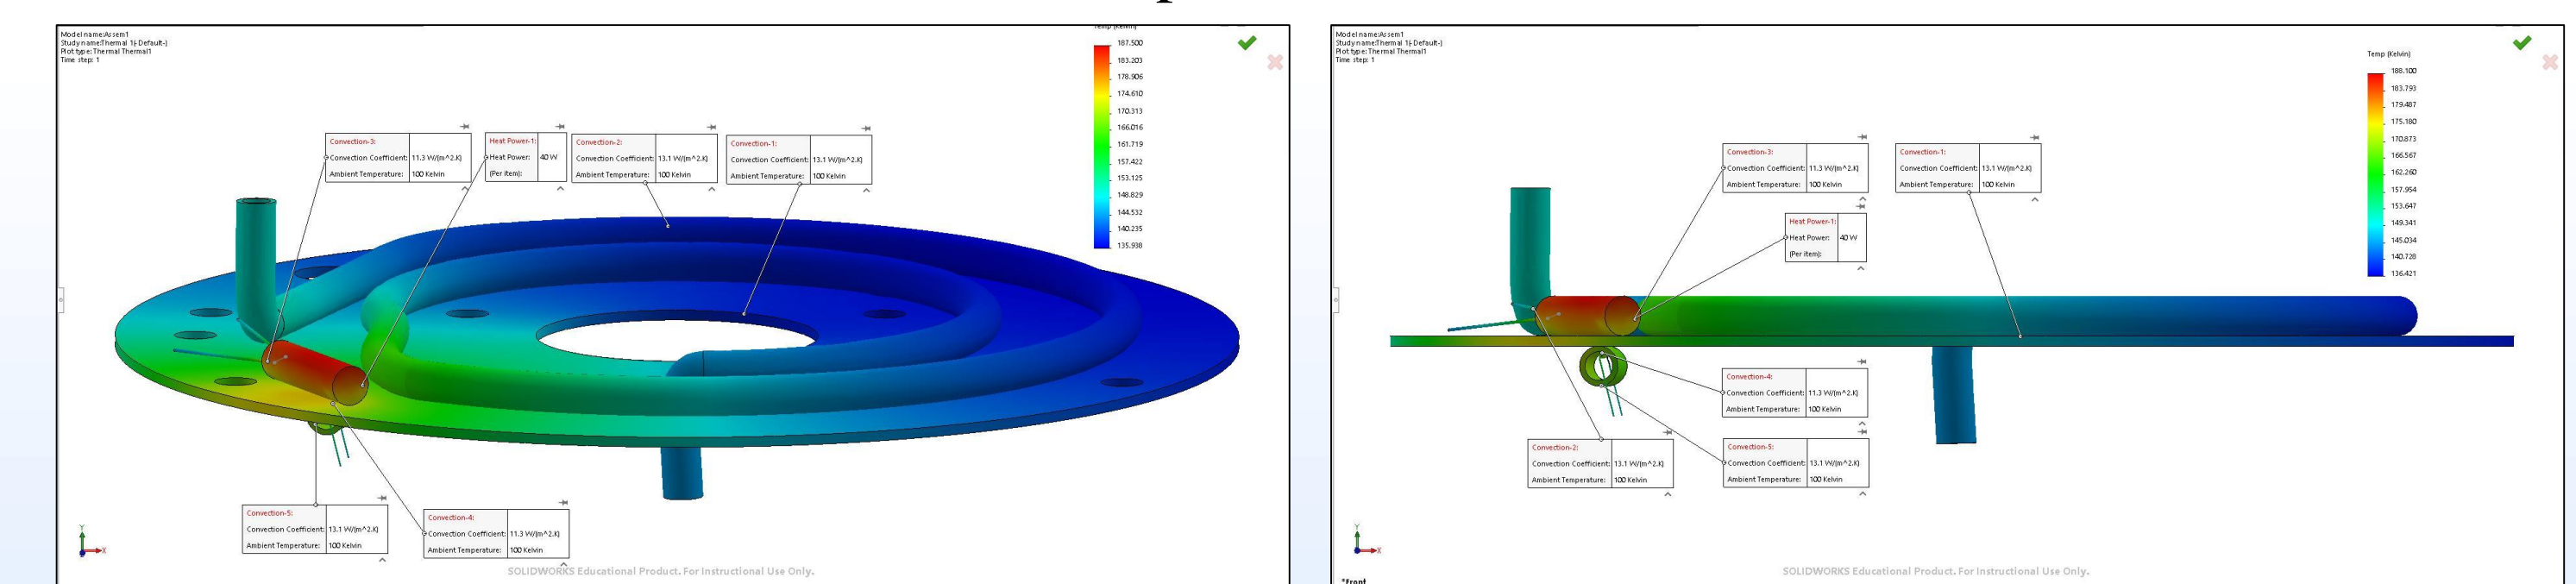 Model name:Assem1
Study name:Thermal 1(-Default-)
Plot type: Thermal Thermal1
Time step: 1
Temp (Kelvin)
187.500
183.203
178.906
174.610
170.313
166.016
161.719
157.422
153.125
148.829
144.532
140.235
135.938
Convection-3:
Convection Coefficient: 11.3 W/(m^2.K)
Ambient Temperature: 100 Kelvin
Heat Power-1:
Heat Power: 40 W
(Per item):
Convection-2:
Convection Coefficient: 13.1 W/(m^2.K)
Ambient Temperature: 100 Kelvin
Convection-1:
Convection Coefficient: 13.1 W/(m^2.K)
Ambient Temperature: 100 Kelvin
Convection-5:
Convection Coefficient: 13.1 W/(m^2.K)
Ambient Temperature: 100 Kelvin
Convection-4:
Convection Coefficient: 11.3 W/(m^2.K)
Ambient Temperature: 100 Kelvin
Y
X
SOLIDWORKS Educational Product. For Instructional Use Only.
Model name:Assem1
Study name:Thermal 1(-Default-)
Plot type: Thermal Thermal1
Time step: 1
Temp (Kelvin)
188.100
183.793
179.487
175.180
170.873
166.567
162.260
157.954
153.647
149.341
145.034
140.728
136.421
Convection-3:
Convection Coefficient: 11.3 W/(m^2.K)
Ambient Temperature: 100 Kelvin
Convection-1:
Convection Coefficient: 13.1 W/(m^2.K)
Ambient Temperature: 100 Kelvin
Heat Power-1:
Heat Power: 40 W
(Per item):
Convection-4:
Convection Coefficient: 11.3 W/(m^2.K)
Ambient Temperature: 100 Kelvin
Convection-2:
Convection Coefficient: 13.1 W/(m^2.K)
Ambient Temperature: 100 Kelvin
Convection-5:
Convection Coefficient: 13.1 W/(m^2.K)
Ambient Temperature: 100 Kelvin
Y
X
*Front
SOLIDWORKS Educational Product. For Instructional Use Only.